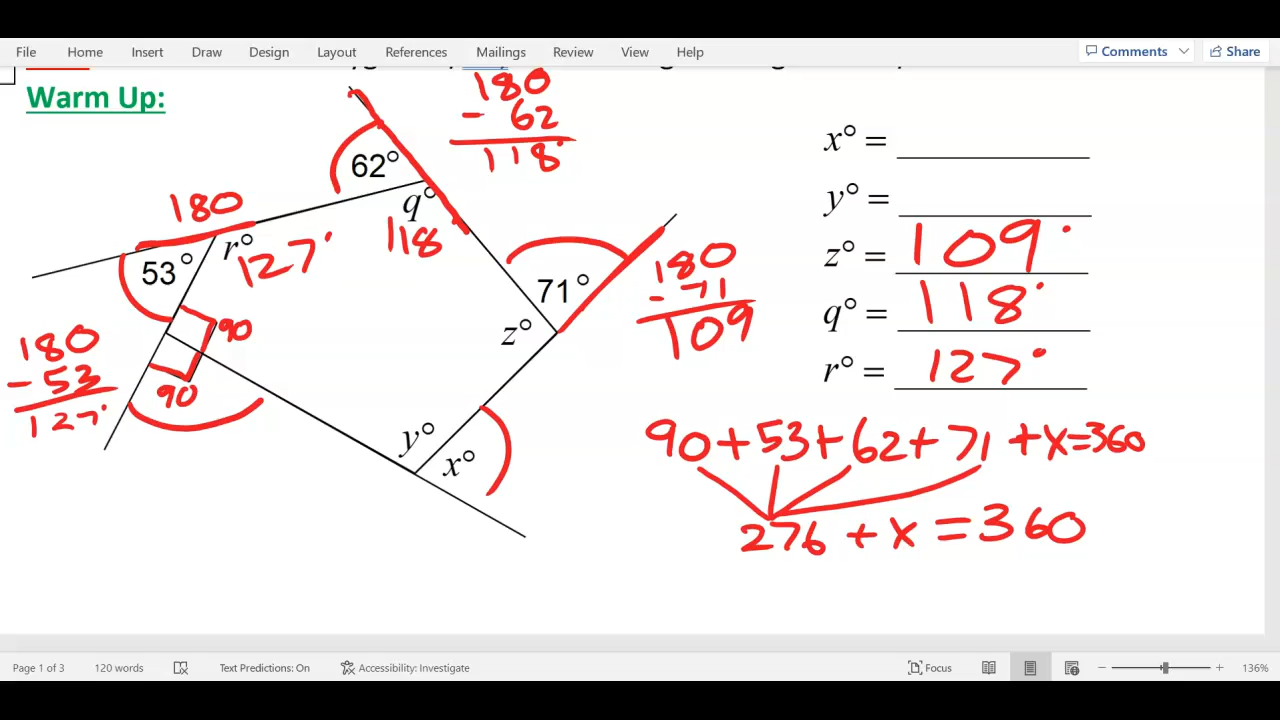 File Home Insert Draw Design Layout References Mailings Review View Help Comments Share
Warm Up:
180
- 62
118°
62°
q°
118
180
r°
127°
53°
90
90
180
- 53
127°
71°
z°
180
- 71
109
y°
x°
x° =
y° =
z° = 109°
q° = 118°
r° = 127°
90+53+62+71+x=360
276+x=360
Page 1 of 3 120 words Text Predictions: On Accessibility: Investigate Focus 136%